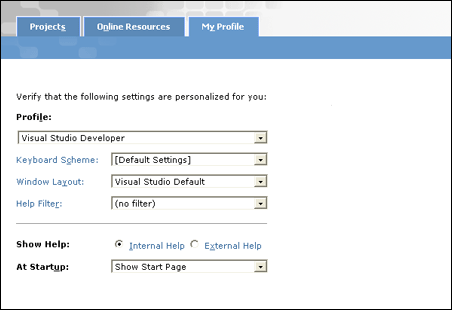 Projects Online Resources My Profile
Verify that the following settings are personalized for you:
Profile:
Visual Studio Developer
Keyboard Scheme: [Default Settings]
Window Layout: Visual Studio Default
Help Filter: (no filter)
Show Help: Internal Help External Help
At Startup: Show Start Page